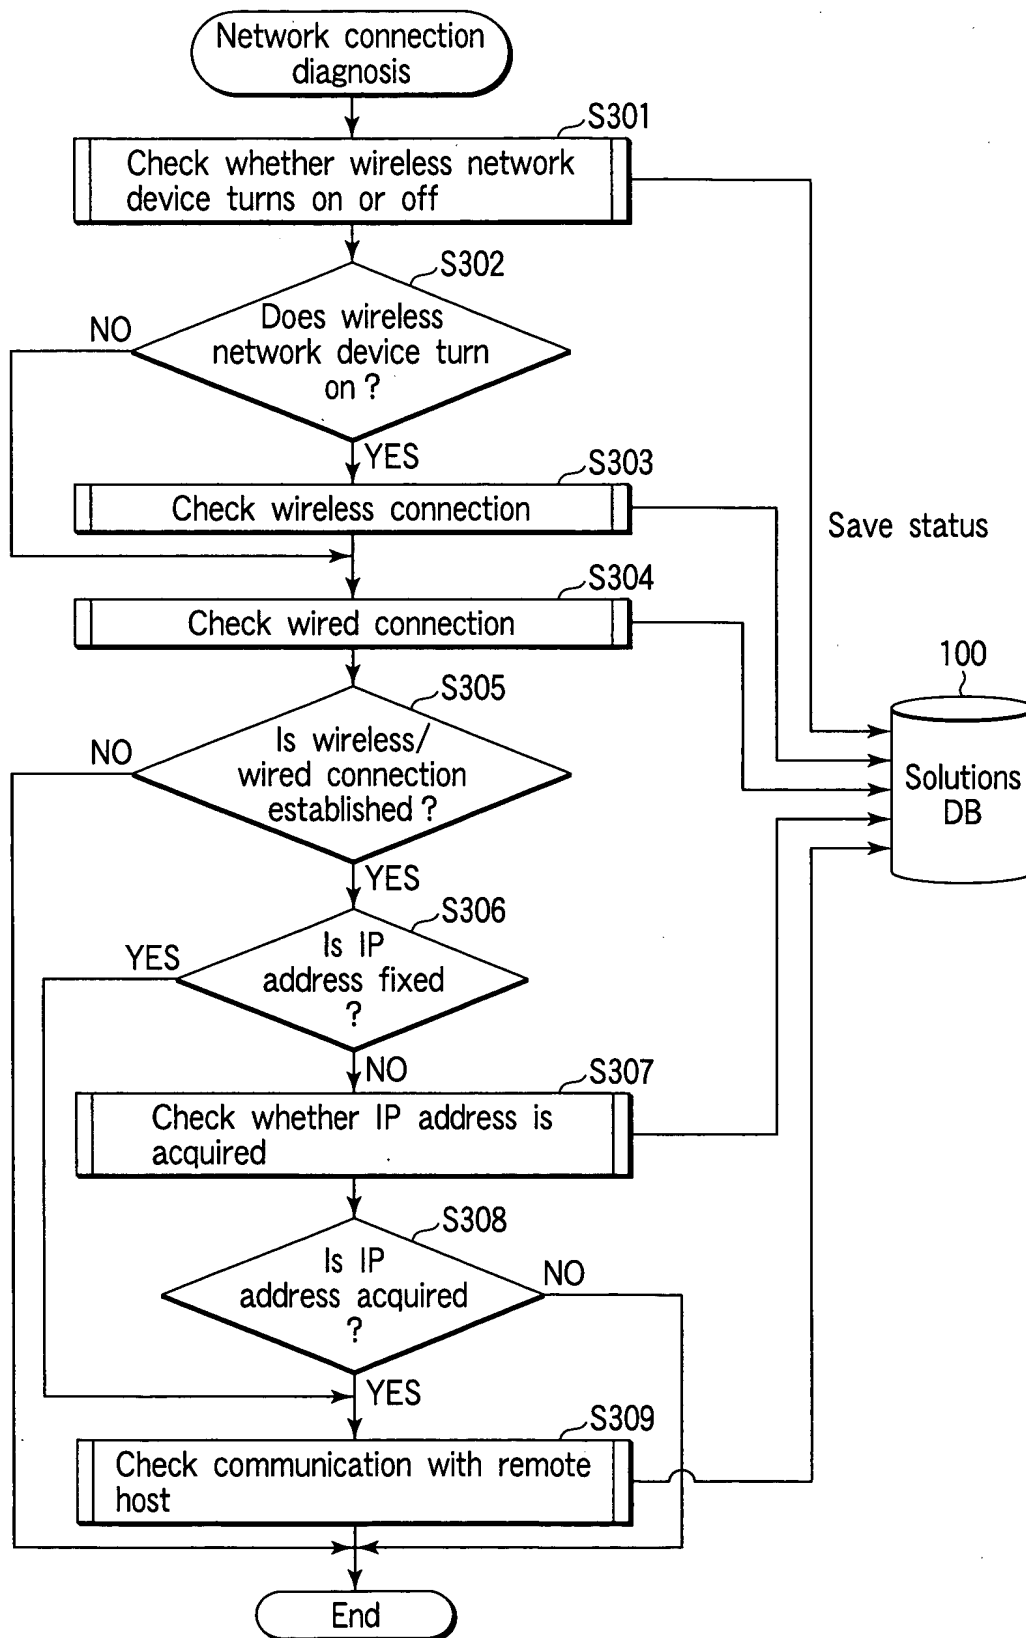 Network connection
diagnosis
S301
Check whether wireless network
device turns on or off
S302
NO
Does wireless
network device turn
on ?
YES
S303
Check wireless connection
Save status
S304
Check wired connection
100
S305
NO
Is wireless/
wired connection
established ?
Solutions
DB
YES
S306
YES
Is IP
address fixed
?
NO
S307
Check whether IP address is
acquired
S308
Is IP
address acquired
?
NO
YES
S309
Check communication with remote
host
End